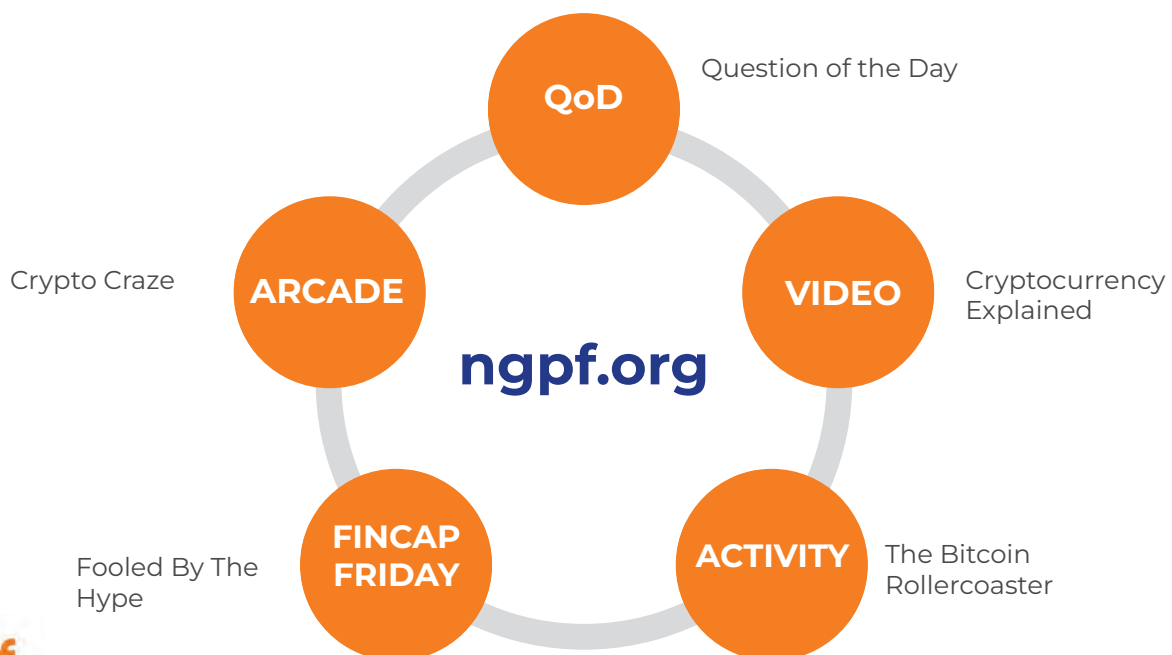 QoD
Question of the Day
ARCADE
Crypto Craze
VIDEO
Cryptocurrency
Explained
ngpf.org
FINCAP
FRIDAY
Fooled By The
Hype
ACTIVITY
The Bitcoin
Rollercoaster